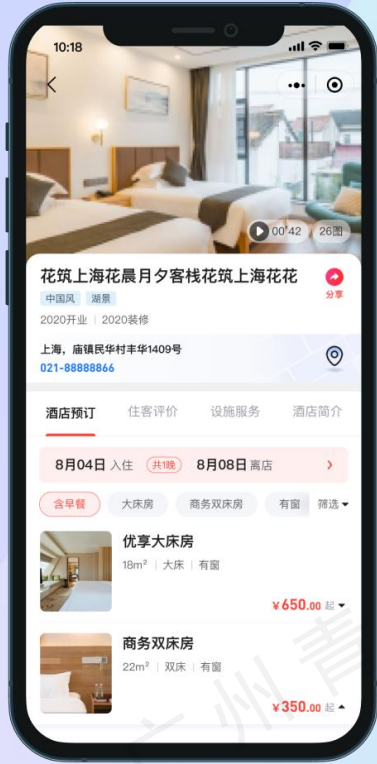 10:18
00'42 26图
花筑上海花晨月夕客栈花筑上海花花
分享
中国风 湖景
2020开业 | 2020装修
上海，庙镇民华村丰华1409号
021-88888866
酒店预订 住客评价 设施服务 酒店简介
8月04日 入住 共1晚 8月08日 离店
含早餐 大床房 商务双床房 有窗 筛选
优享大床房
18m² | 大床 | 有窗
¥650.00 起
商务双床房
22m² | 双床 | 有窗
¥350.00 起
广州青